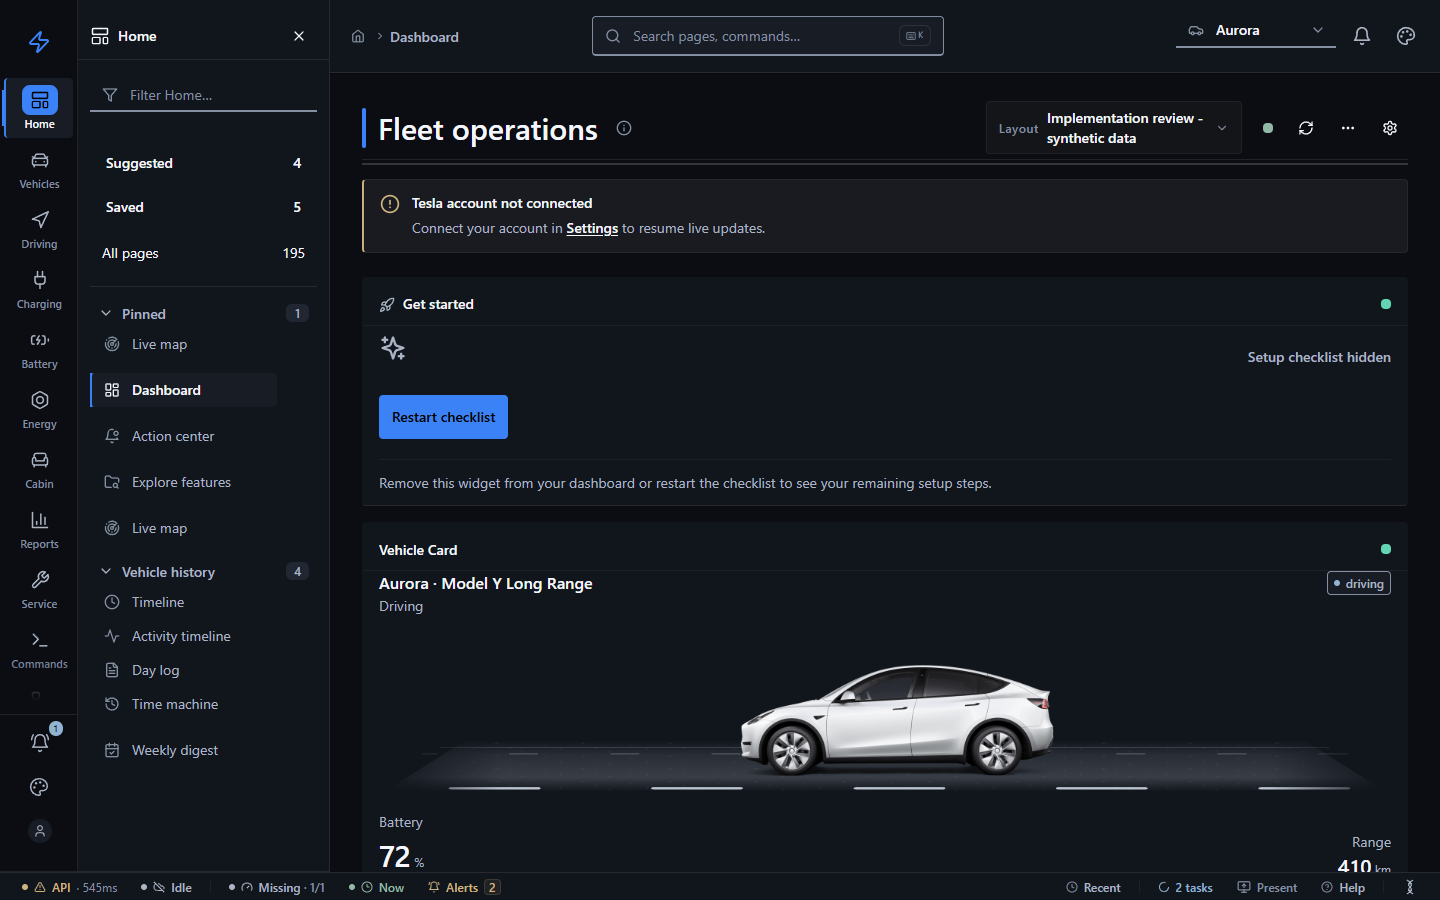 Home
Vehicles
Driving
Charging
Battery
Energy
Cabin
Reports
Service
Commands
1
Home
Filter Home...
Suggested 4
Saved 5
All pages 195
Pinned 1
Live map
Dashboard
Action center
Explore features
Live map
Vehicle history 4
Timeline
Activity timeline
Day log
Time machine
Weekly digest
Dashboard
Search pages, commands...
K
Aurora
Fleet operations
Layout
Implementation review -
synthetic data
Tesla account not connected
Connect your account in Settings to resume live updates.
Get started
Setup checklist hidden
Restart checklist
Remove this widget from your dashboard or restart the checklist to see your remaining setup steps.
Vehicle Card
Aurora · Model Y Long Range
driving
Driving
Battery
72 %
Range
410 km
API · 545ms
Idle
Missing · 1/1
Now
Alerts 2
Recent
2 tasks
Present
Help